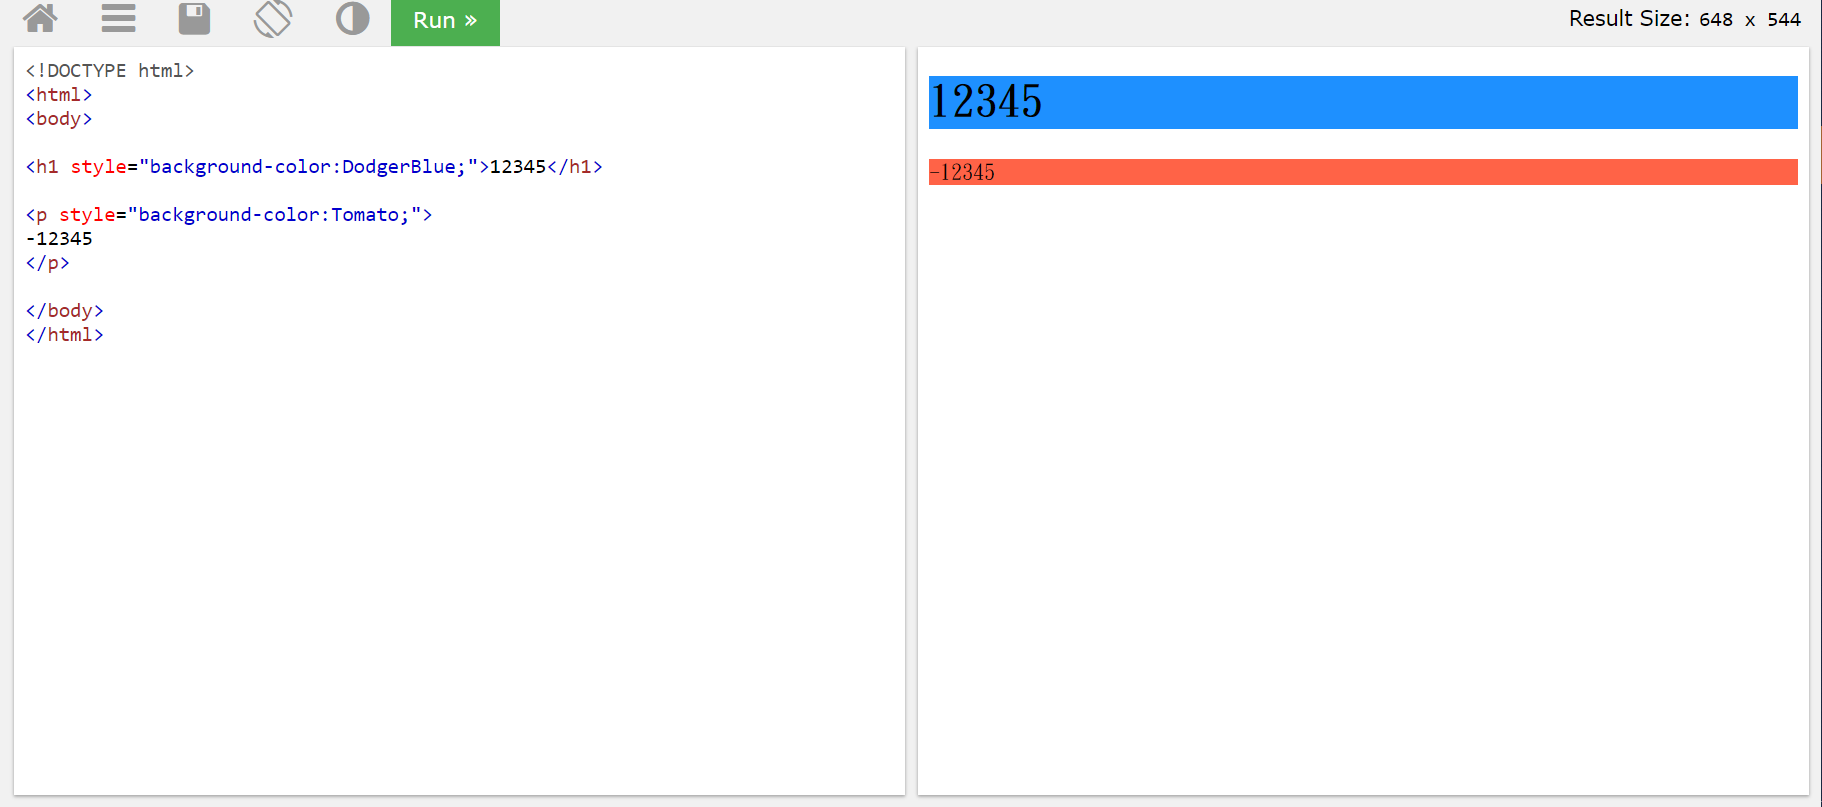 Run »
Result Size: 648 x 544
<!DOCTYPE html>
<html>
<body>
<h1 style="background-color:DodgerBlue;">12345</h1>
<p style="background-color:Tomato;">
-12345
</p>
</body>
</html>
12345
-12345